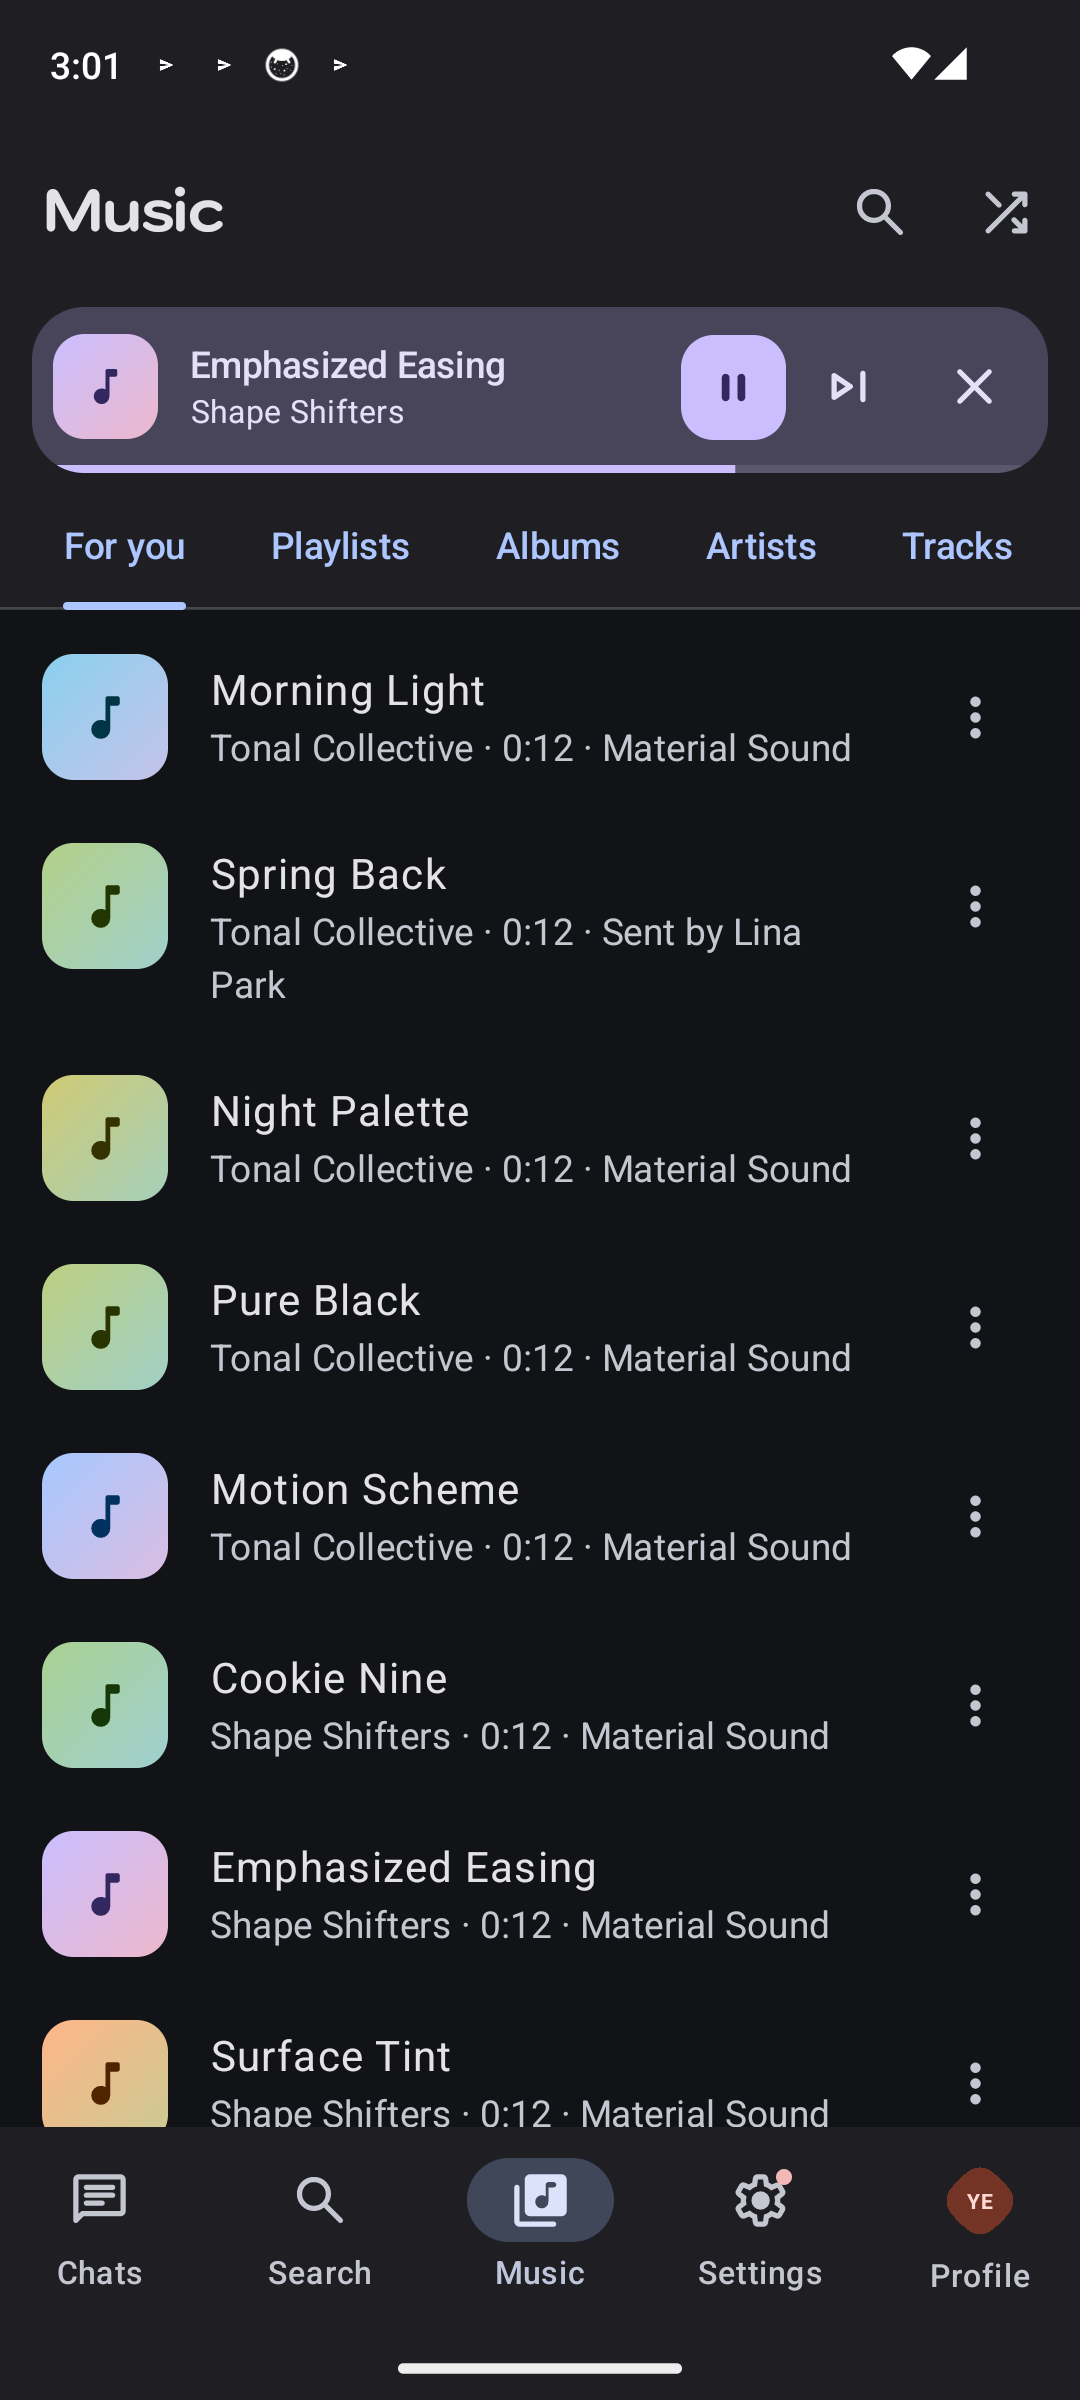 3:01
Music
Emphasized Easing
Shape Shifters
For you
Playlists
Albums
Artists
Tracks
Morning Light
Tonal Collective · 0:12 · Material Sound
Spring Back
Tonal Collective · 0:12 · Sent by Lina
Park
Night Palette
Tonal Collective · 0:12 · Material Sound
Pure Black
Tonal Collective · 0:12 · Material Sound
Motion Scheme
Tonal Collective · 0:12 · Material Sound
Cookie Nine
Shape Shifters · 0:12 · Material Sound
Emphasized Easing
Shape Shifters · 0:12 · Material Sound
Surface Tint
Shape Shifters · 0:12 · Material Sound
YE
Chats
Search
Music
Settings
Profile